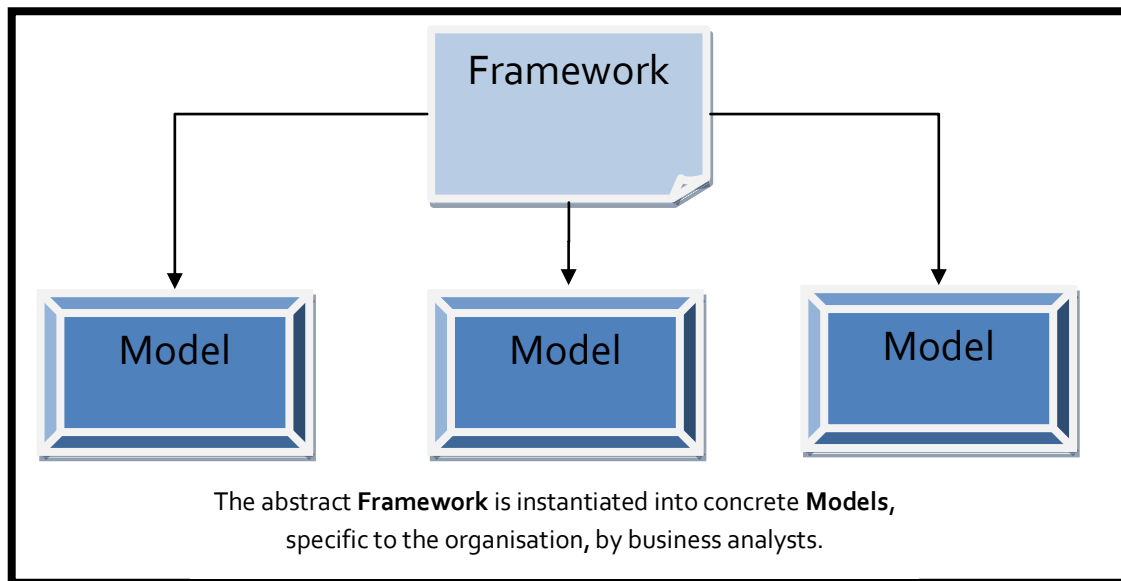 Framework
Model Model Model
The abstract Framework is instantiated into concrete Models,
specific to the organisation, by business analysts.